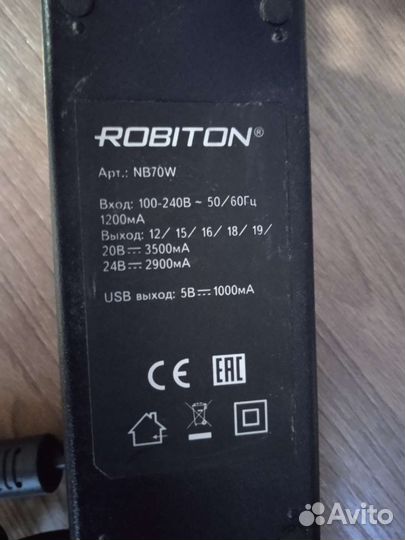 ROBITON®
Арт.: NB70W
Вход: 100-240В ~ 50/60Гц
1200мА
Выход: 12/ 15/ 16/ 18/ 19/
20В⎓3500мА
24В⎓2900мА
USB выход: 5В⎓1000мА
CE EAC
Avito